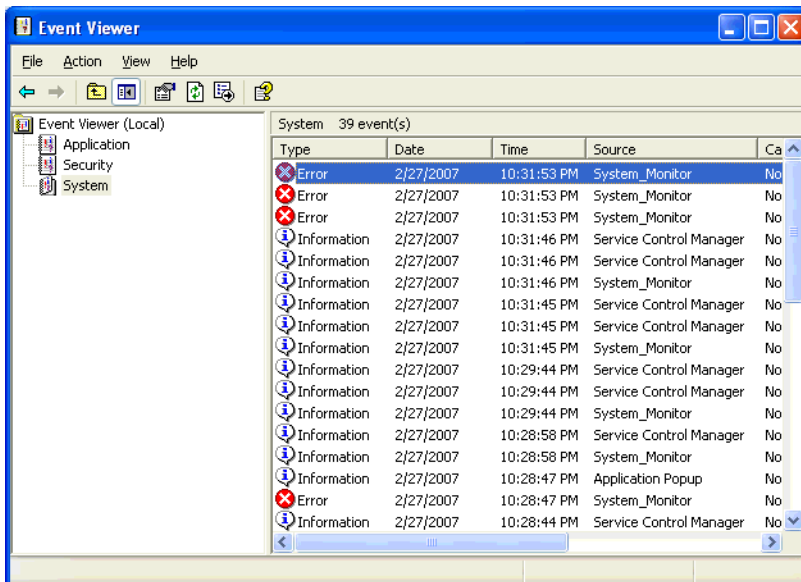 Event Viewer
File Action View Help
Event Viewer (Local)
Application
Security
System
System 39 event(s)
Type Date Time Source Ca
Error 2/27/2007 10:31:53 PM System_Monitor No
Error 2/27/2007 10:31:53 PM System_Monitor No
Error 2/27/2007 10:31:53 PM System_Monitor No
Information 2/27/2007 10:31:46 PM Service Control Manager No
Information 2/27/2007 10:31:46 PM Service Control Manager No
Information 2/27/2007 10:31:46 PM System_Monitor No
Information 2/27/2007 10:31:45 PM Service Control Manager No
Information 2/27/2007 10:31:45 PM Service Control Manager No
Information 2/27/2007 10:31:45 PM System_Monitor No
Information 2/27/2007 10:29:44 PM Service Control Manager No
Information 2/27/2007 10:29:44 PM Service Control Manager No
Information 2/27/2007 10:29:44 PM System_Monitor No
Information 2/27/2007 10:28:58 PM Service Control Manager No
Information 2/27/2007 10:28:58 PM System_Monitor No
Information 2/27/2007 10:28:47 PM Application Popup No
Error 2/27/2007 10:28:47 PM System_Monitor No
Information 2/27/2007 10:28:44 PM Service Control Manager No